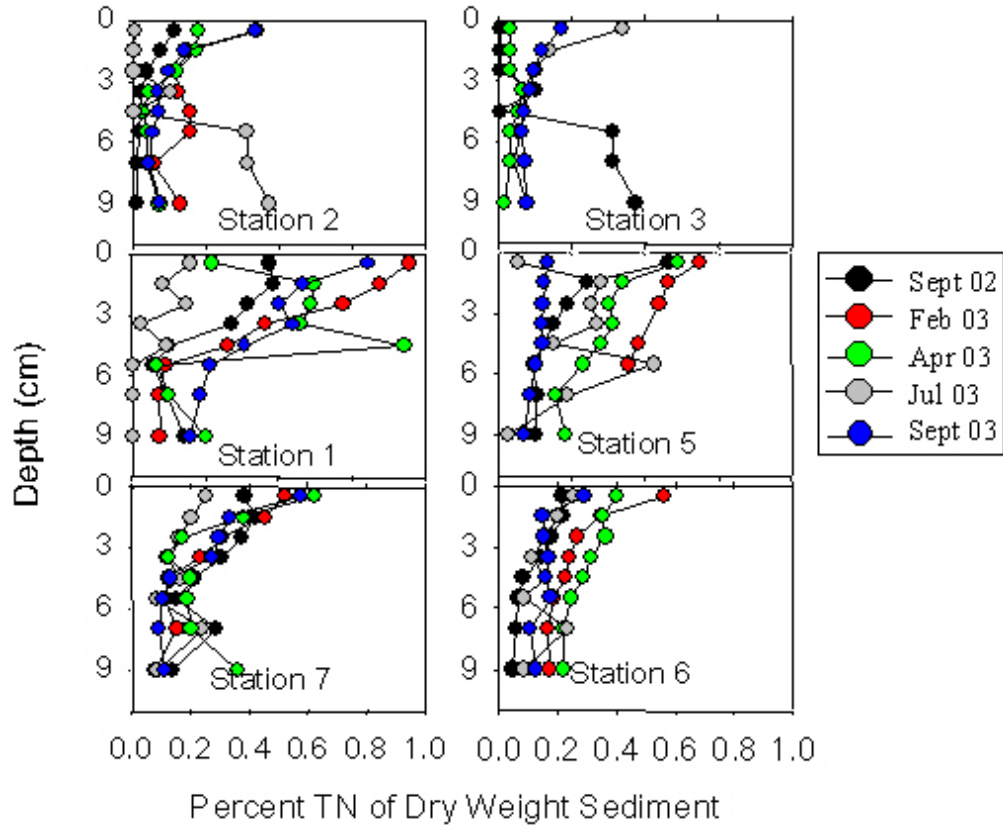 0
3
6
9
Station 2
0
3
6
9
Station 3
0
3
6
9
Station 1
0
3
6
9
Station 5
0
3
6
9
Station 7
0
3
6
9
Station 6
0.0 0.2 0.4 0.6 0.8 1.0
0.0 0.2 0.4 0.6 0.8 1.0
Depth (cm)
Percent TN of Dry Weight Sediment
Sept 02
Feb 03
Apr 03
Jul 03
Sept 03